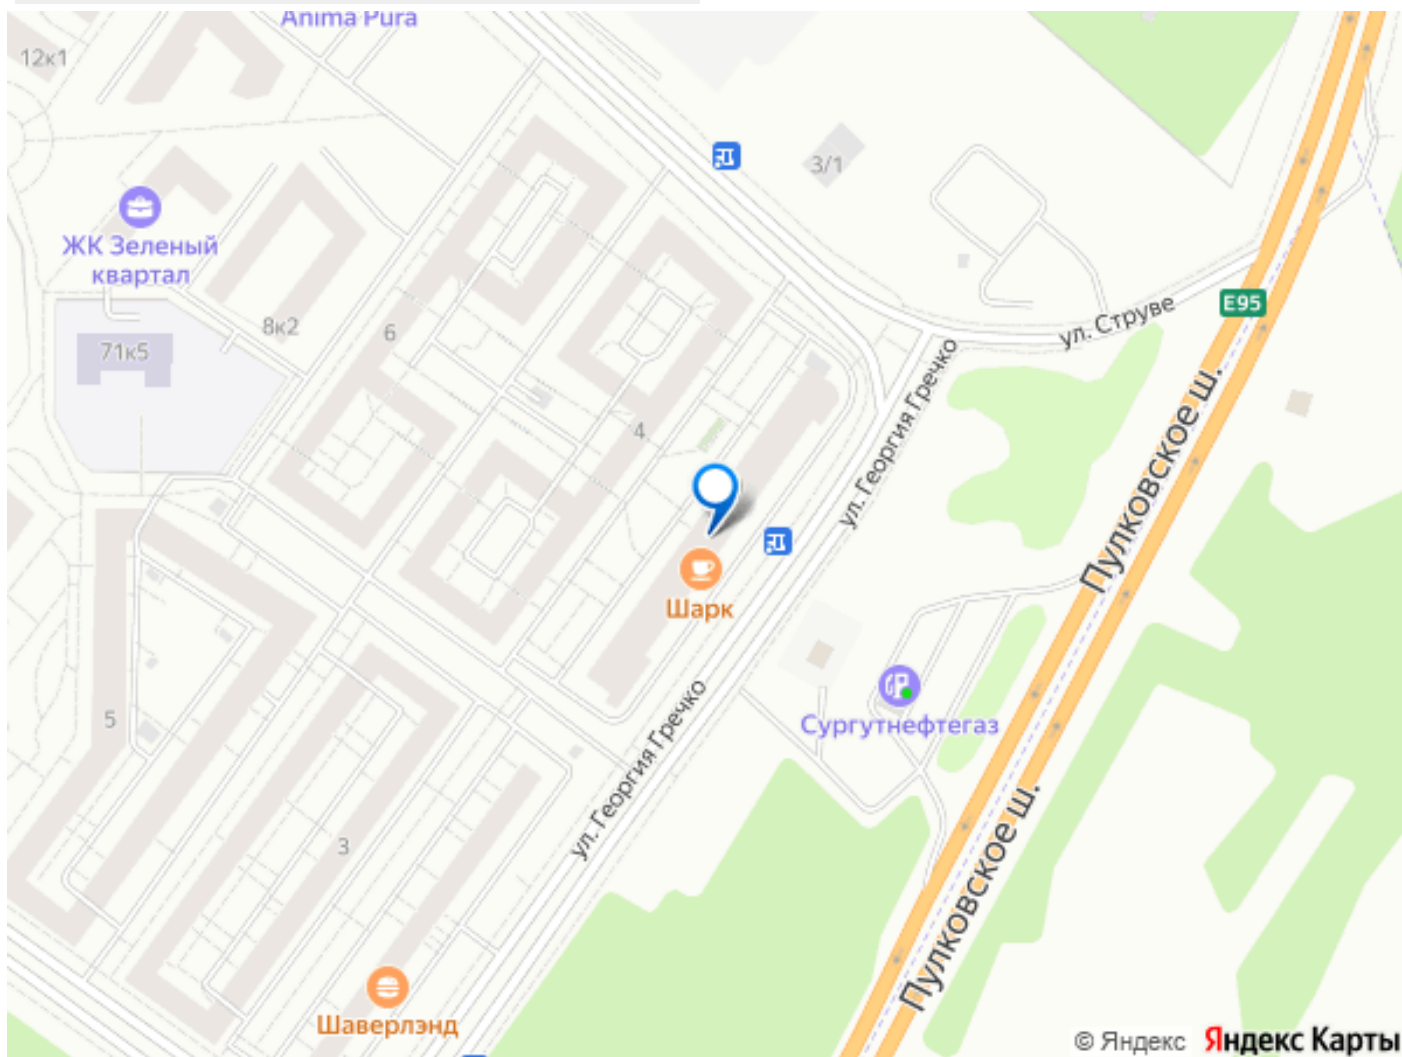 Anima Pura
12к1
3/1
ЖК Зеленый
квартал
E95
ул. Струве
8к2
6
71к5
ул. Георгия Гречко
Пулковское ш.
4
Шарк
Сургутнефтегаз
5
ул. Георгия Гречко
Пулковское ш.
3
Шаверлэнд
© Яндекс Яндекс Карты